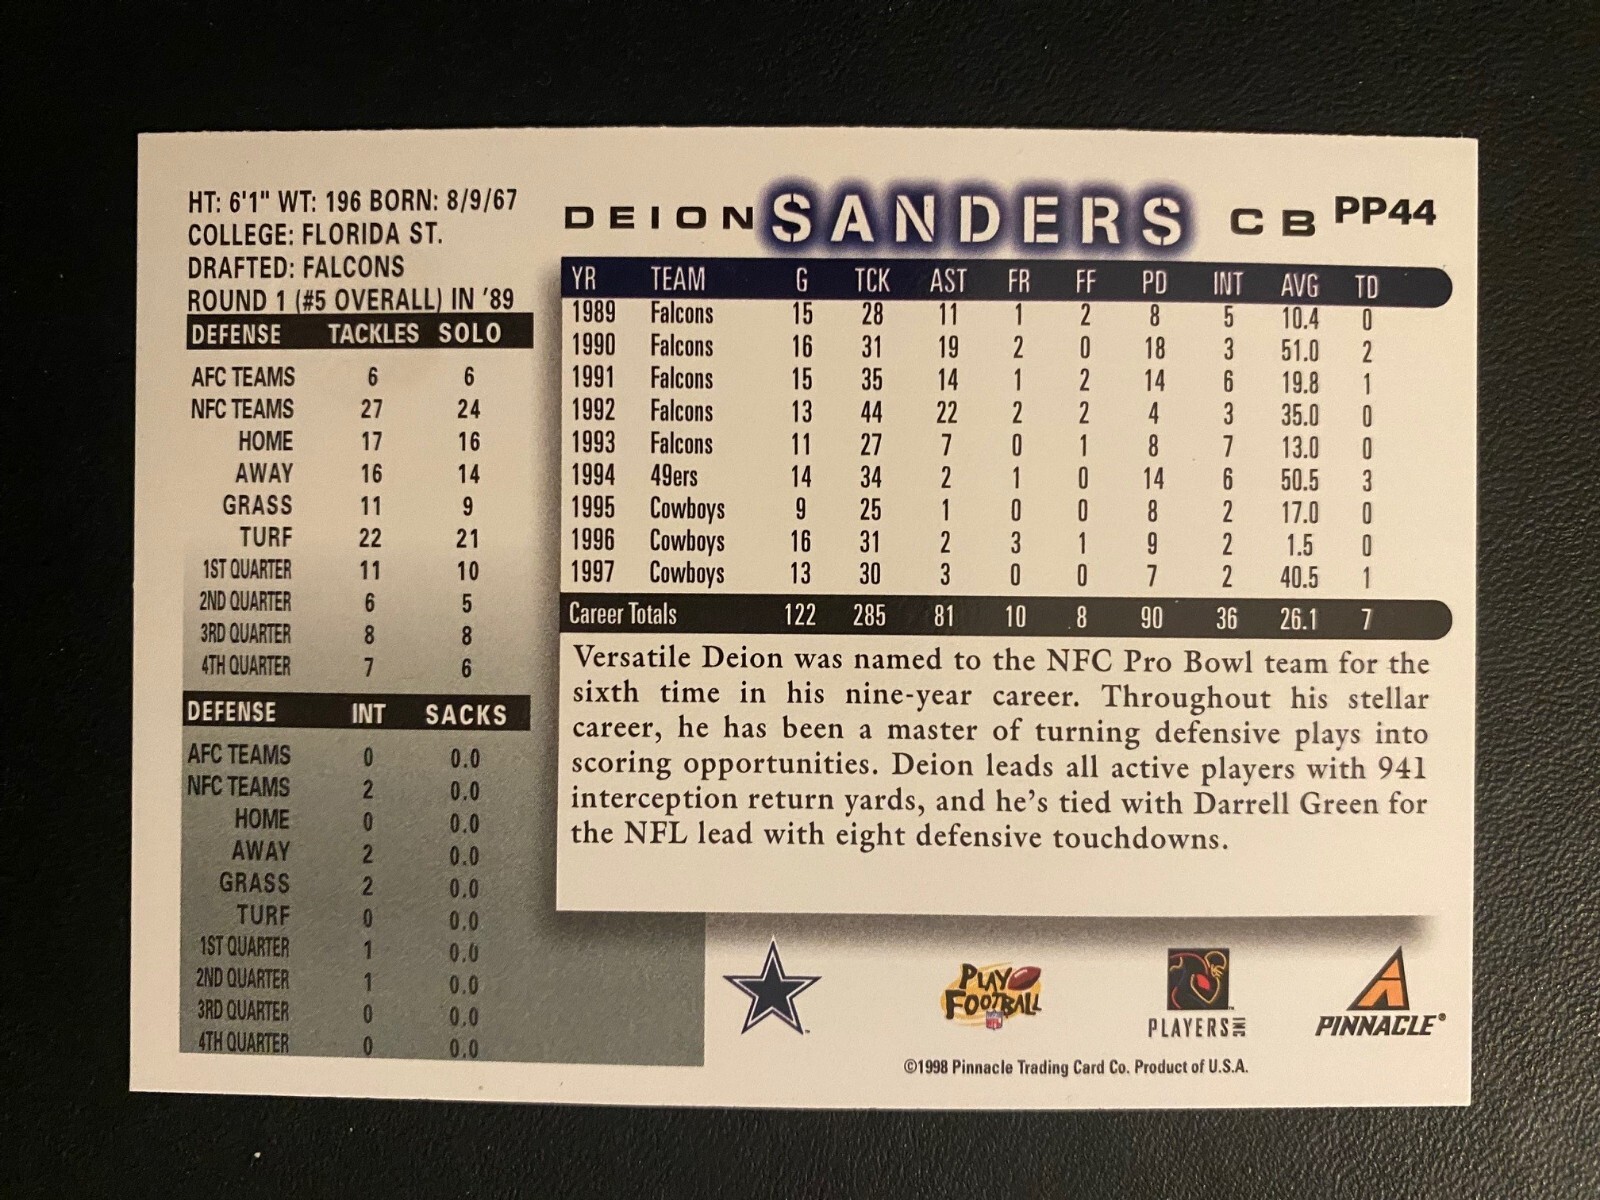 HT: 6'1" WT: 196 BORN: 8/9/67
COLLEGE: FLORIDA ST.
DRAFTED: FALCONS
ROUND 1 (#5 OVERALL) IN '89
DEFENSE TACKLES SOLO
AFC TEAMS 6 6
NFC TEAMS 27 24
HOME 17 16
AWAY 16 14
GRASS 11 9
TURF 22 21
1ST QUARTER 11 10
2ND QUARTER 6 5
3RD QUARTER 8 8
4TH QUARTER 7 6
DEFENSE INT SACKS
AFC TEAMS 0 0.0
NFC TEAMS 2 0.0
HOME 0 0.0
AWAY 2 0.0
GRASS 2 0.0
TURF 0 0.0
1ST QUARTER 1 0.0
2ND QUARTER 1 0.0
3RD QUARTER 0 0.0
4TH QUARTER 0 0.0
DEION SANDERS CB PP44
YR TEAM G TCK AST FR FF PD INT AVG TD
1989 Falcons 15 28 11 1 2 8 5 10.4 0
1990 Falcons 16 31 19 2 0 18 3 51.0 2
1991 Falcons 15 35 14 1 2 14 6 19.8 1
1992 Falcons 13 44 22 2 2 4 3 35.0 0
1993 Falcons 11 27 7 0 1 8 7 13.0 0
1994 49ers 14 34 2 1 0 14 6 50.5 3
1995 Cowboys 9 25 1 0 0 8 2 17.0 0
1996 Cowboys 16 31 2 3 1 9 2 1.5 0
1997 Cowboys 13 30 3 0 0 7 2 40.5 1
Career Totals 122 285 81 10 8 90 36 26.1 7
Versatile Deion was named to the NFC Pro Bowl team for the
sixth time in his nine-year career. Throughout his stellar
career, he has been a master of turning defensive plays into
scoring opportunities. Deion leads all active players with 941
interception return yards, and he's tied with Darrell Green for
the NFL lead with eight defensive touchdowns.
PLAY
FOOTBALL
NFL
PLAYERS INC
PINNACLE®
©1998 Pinnacle Trading Card Co. Product of U.S.A.